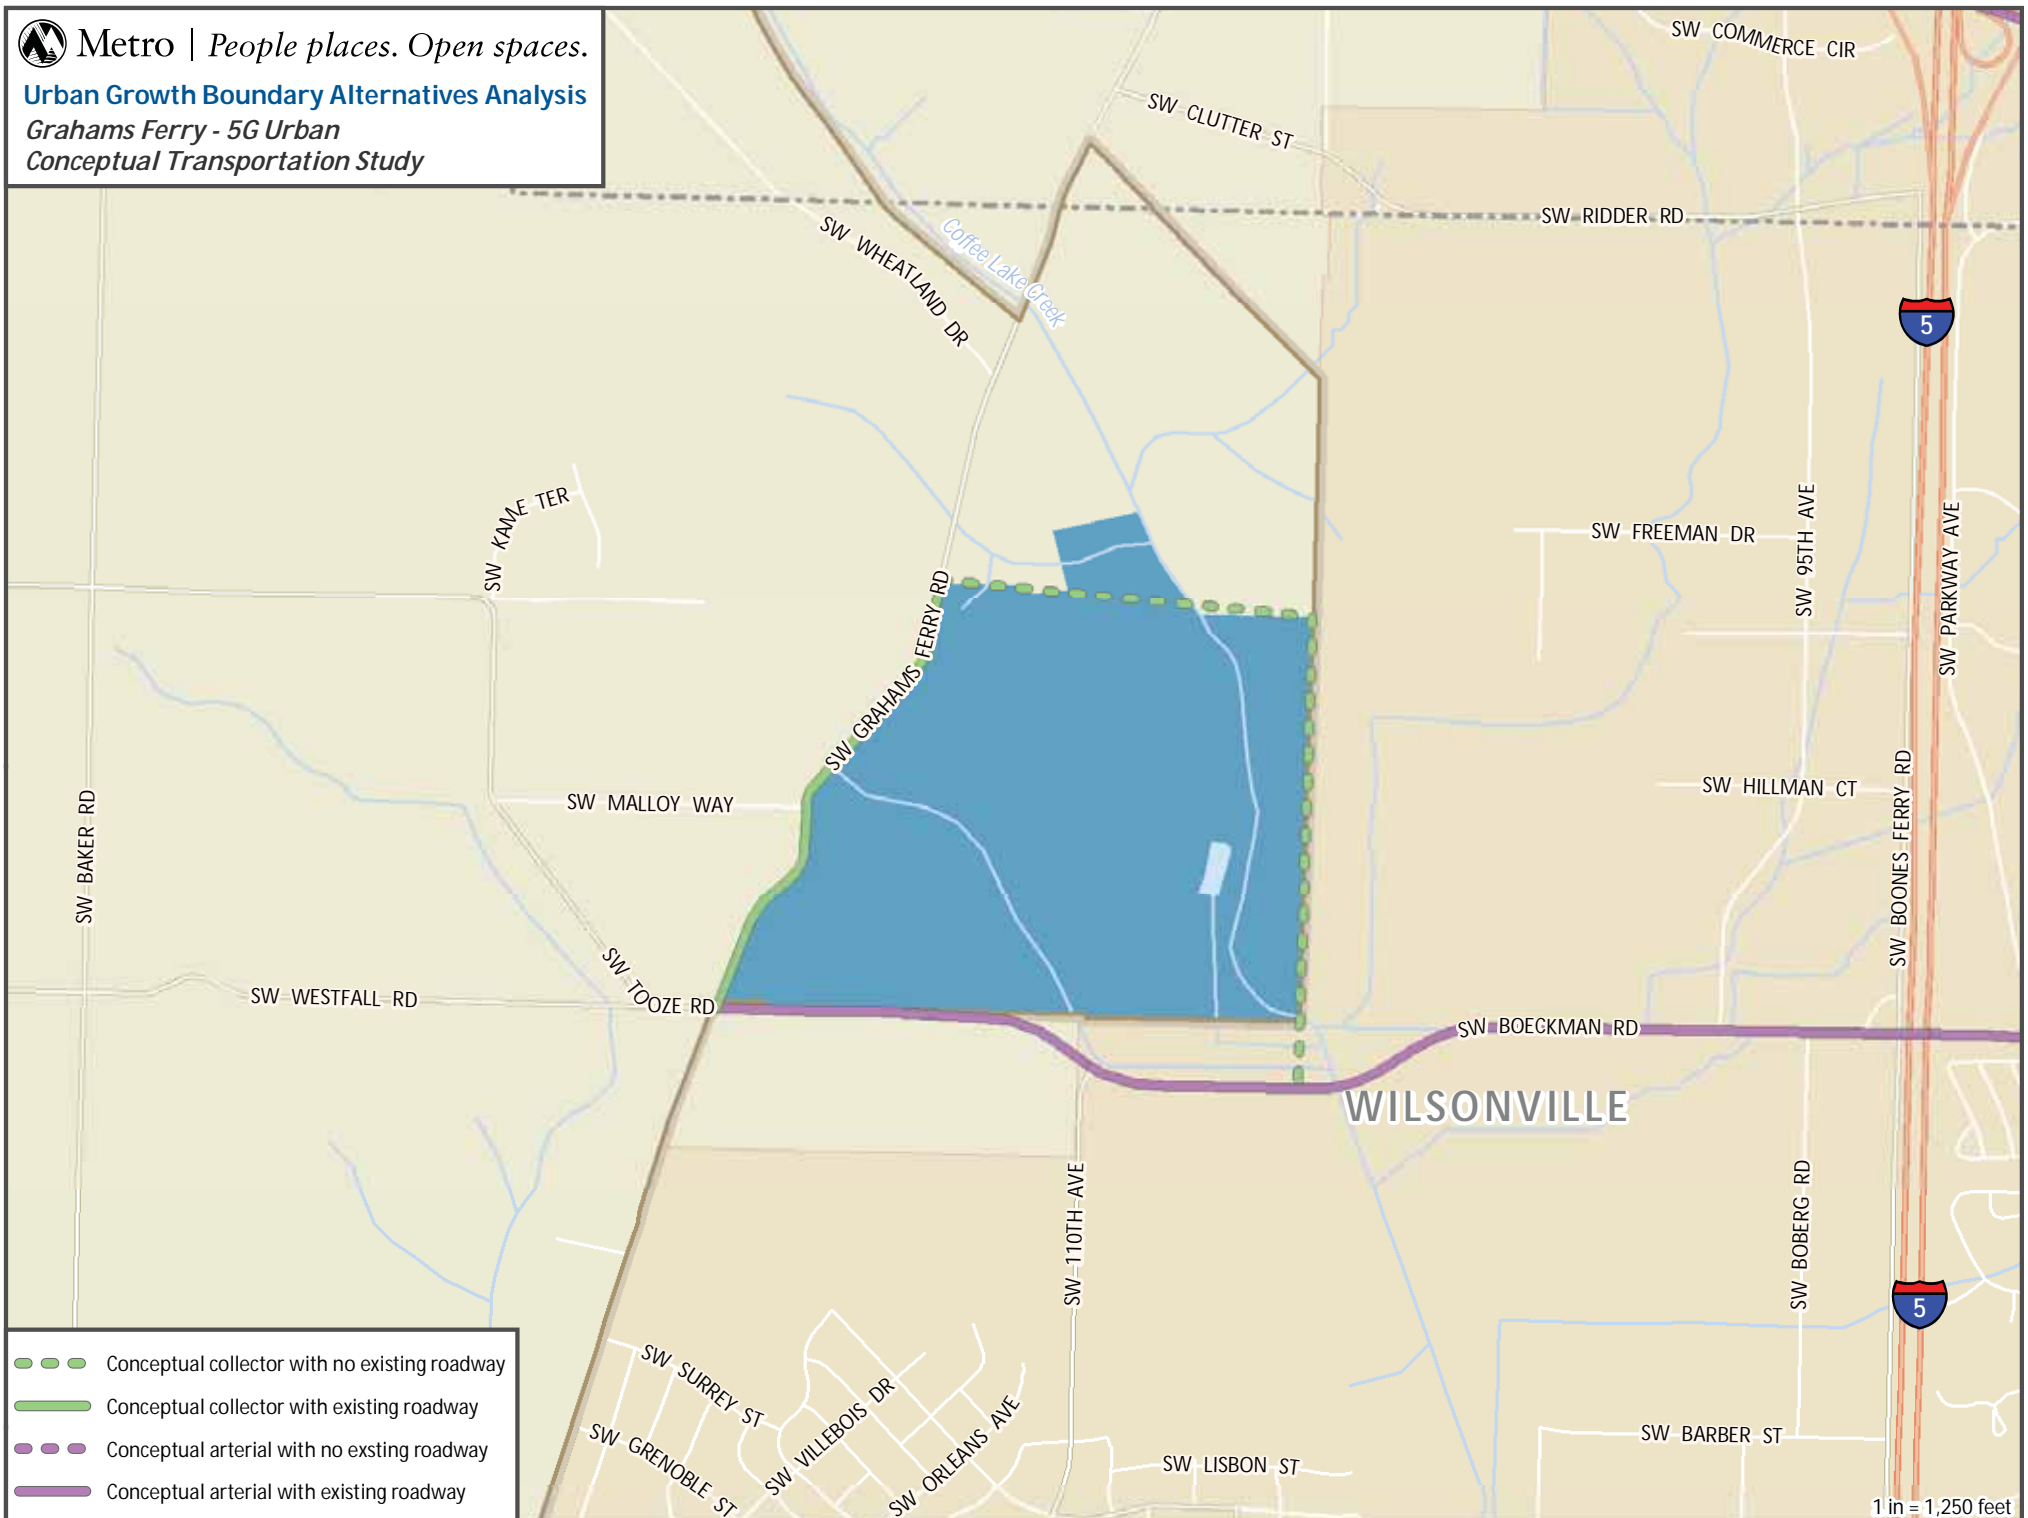 Metro | People places. Open spaces.
Urban Growth Boundary Alternatives Analysis
Grahams Ferry - 5G Urban
Conceptual Transportation Study
SW COMMERCE CIR
SW CLUTTER ST
SW RIDDER RD
SW WHEATLAND DR
Coffee Lake Creek
5
SW KAME TER
SW FREEMAN DR
SW 95TH AVE
SW PARKWAY AVE
SW GRAHAMS FERRY RD
SW MALLOY WAY
SW HILLMAN CT
SW BAKER RD
SW BOONES FERRY RD
SW WESTFALL RD
SW TOOZE RD
SW BOECKMAN RD
WILSONVILLE
SW 110TH AVE
SW BOBERG RD
5
SW SURREY ST
SW VILLEBOIS DR
SW GRENOBLE ST
SW ORLEANS AVE
SW LISBON ST
SW BARBER ST
Conceptual collector with no existing roadway
Conceptual collector with existing roadway
Conceptual arterial with no exsting roadway
Conceptual arterial with existing roadway
1 in = 1,250 feet